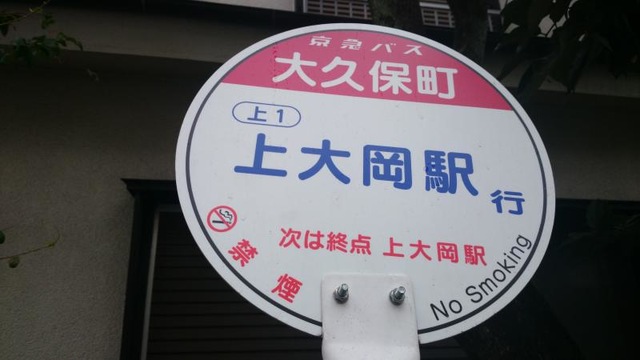 京急バス
大久保町
上1
上大岡駅行
次は終点 上大岡駅
禁煙
No Smoking